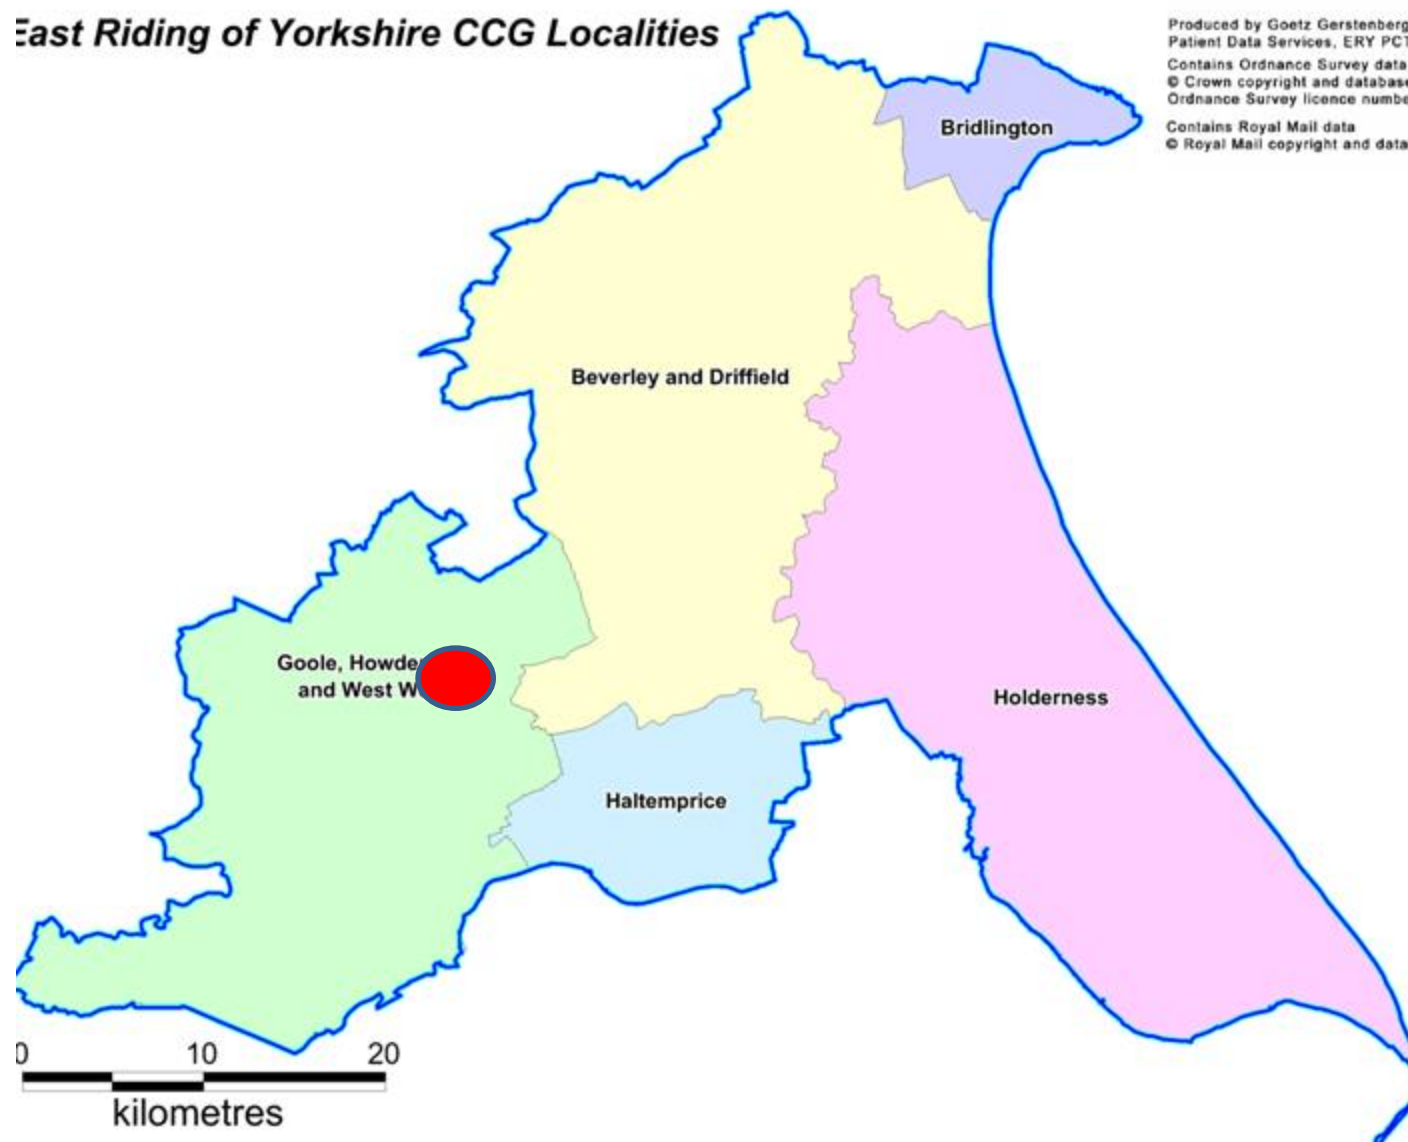 East Riding of Yorkshire CCG Localities
Produced by Goetz Gerstenberg
Patient Data Services, ERY PCT
Contains Ordnance Survey data
© Crown copyright and database
Ordnance Survey licence numbe
Contains Royal Mail data
© Royal Mail copyright and data
Bridlington
Beverley and Driffield
Goole, Howde
and West W
Holderness
Haltemprice
0 10 20
kilometres